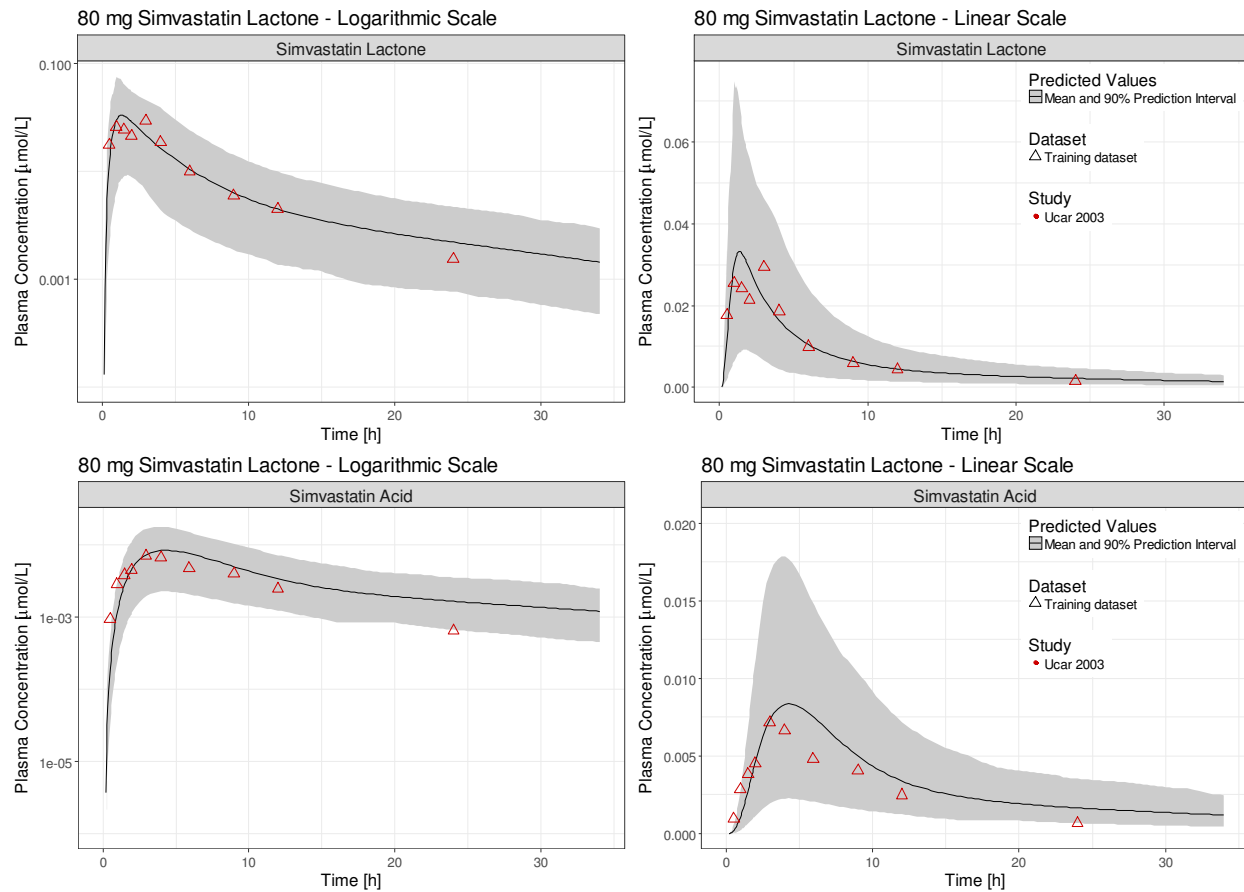 80 mg Simvastatin Lactone - Logarithmic Scale
Simvastatin Lactone
0.100
0.001
Plasma Concentration [μmol/L]
0
10
20
30
Time [h]
80 mg Simvastatin Lactone - Linear Scale
Simvastatin Lactone
Predicted Values
Mean and 90% Prediction Interval
Dataset
Training dataset
Study
Ucar 2003
0.06
0.04
0.02
0.00
Plasma Concentration [μmol/L]
0
10
20
30
Time [h]
80 mg Simvastatin Lactone - Logarithmic Scale
Simvastatin Acid
1e-03
1e-05
Plasma Concentration [μmol/L]
0
10
20
30
Time [h]
80 mg Simvastatin Lactone - Linear Scale
Simvastatin Acid
Predicted Values
Mean and 90% Prediction Interval
Dataset
Training dataset
Study
Ucar 2003
0.020
0.015
0.010
0.005
0.000
Plasma Concentration [μmol/L]
0
10
20
30
Time [h]